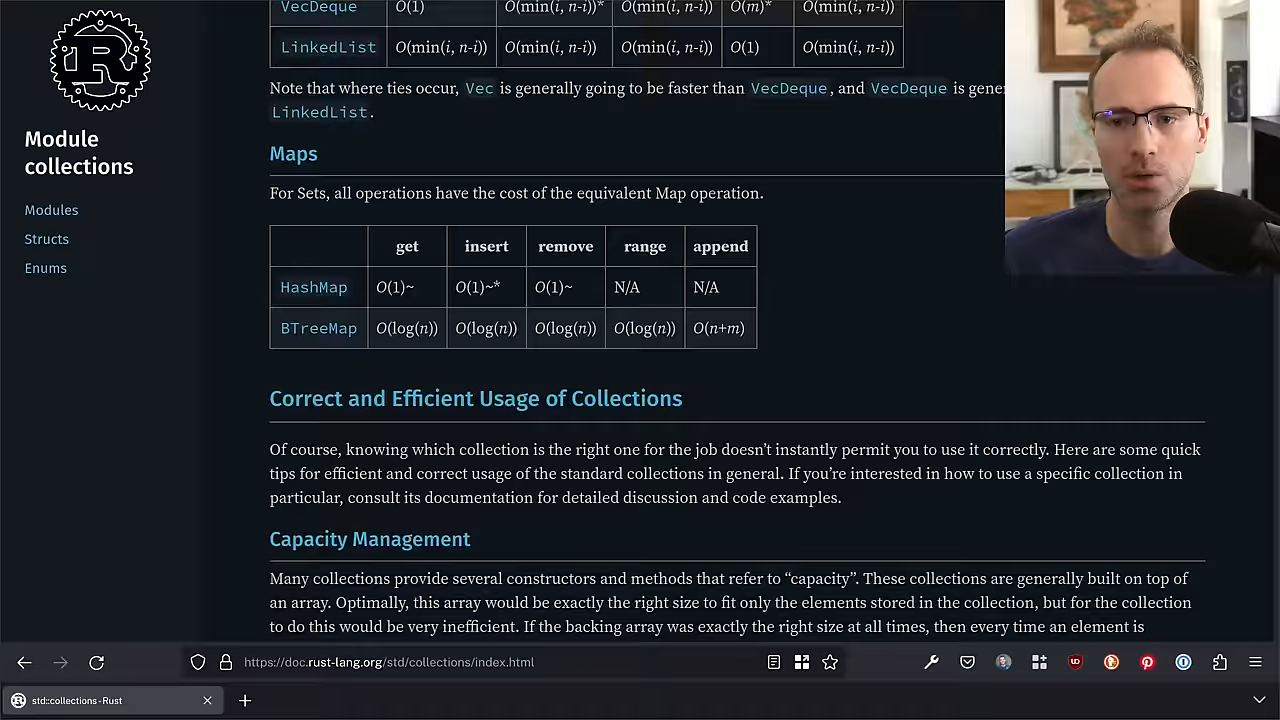 R
Module
collections
Modules
Structs
Enums
VecDeque O(1) O(min(i, n-i))* O(min(i, n-i)) O(m)* O(min(i, n-i))
LinkedList O(min(i, n-i)) O(min(i, n-i)) O(min(i, n-i)) O(1) O(min(i, n-i))
Note that where ties occur, Vec is generally going to be faster than VecDeque, and VecDeque is
LinkedList.
Maps
For Sets, all operations have the cost of the equivalent Map operation.
get insert remove range append
HashMap O(1)~ O(1)~* O(1)~ N/A N/A
BTreeMap O(log(n)) O(log(n)) O(log(n)) O(log(n)) O(n+m)
Correct and Efficient Usage of Collections
Of course, knowing which collection is the right one for the job doesn’t instantly permit you to use it correctly. Here are some quick
tips for efficient and correct usage of the standard collections in general. If you’re interested in how to use a specific collection in
particular, consult its documentation for detailed discussion and code examples.
Capacity Management
Many collections provide several constructors and methods that refer to “capacity”. These collections are generally built on top of
an array. Optimally, this array would be exactly the right size to fit only the elements stored in the collection, but for the collection
to do this would be very inefficient. If the backing array was exactly the right size at all times, then every time an element is
https://doc.rust-lang.org/std/collections/index.html
std::collections - Rust